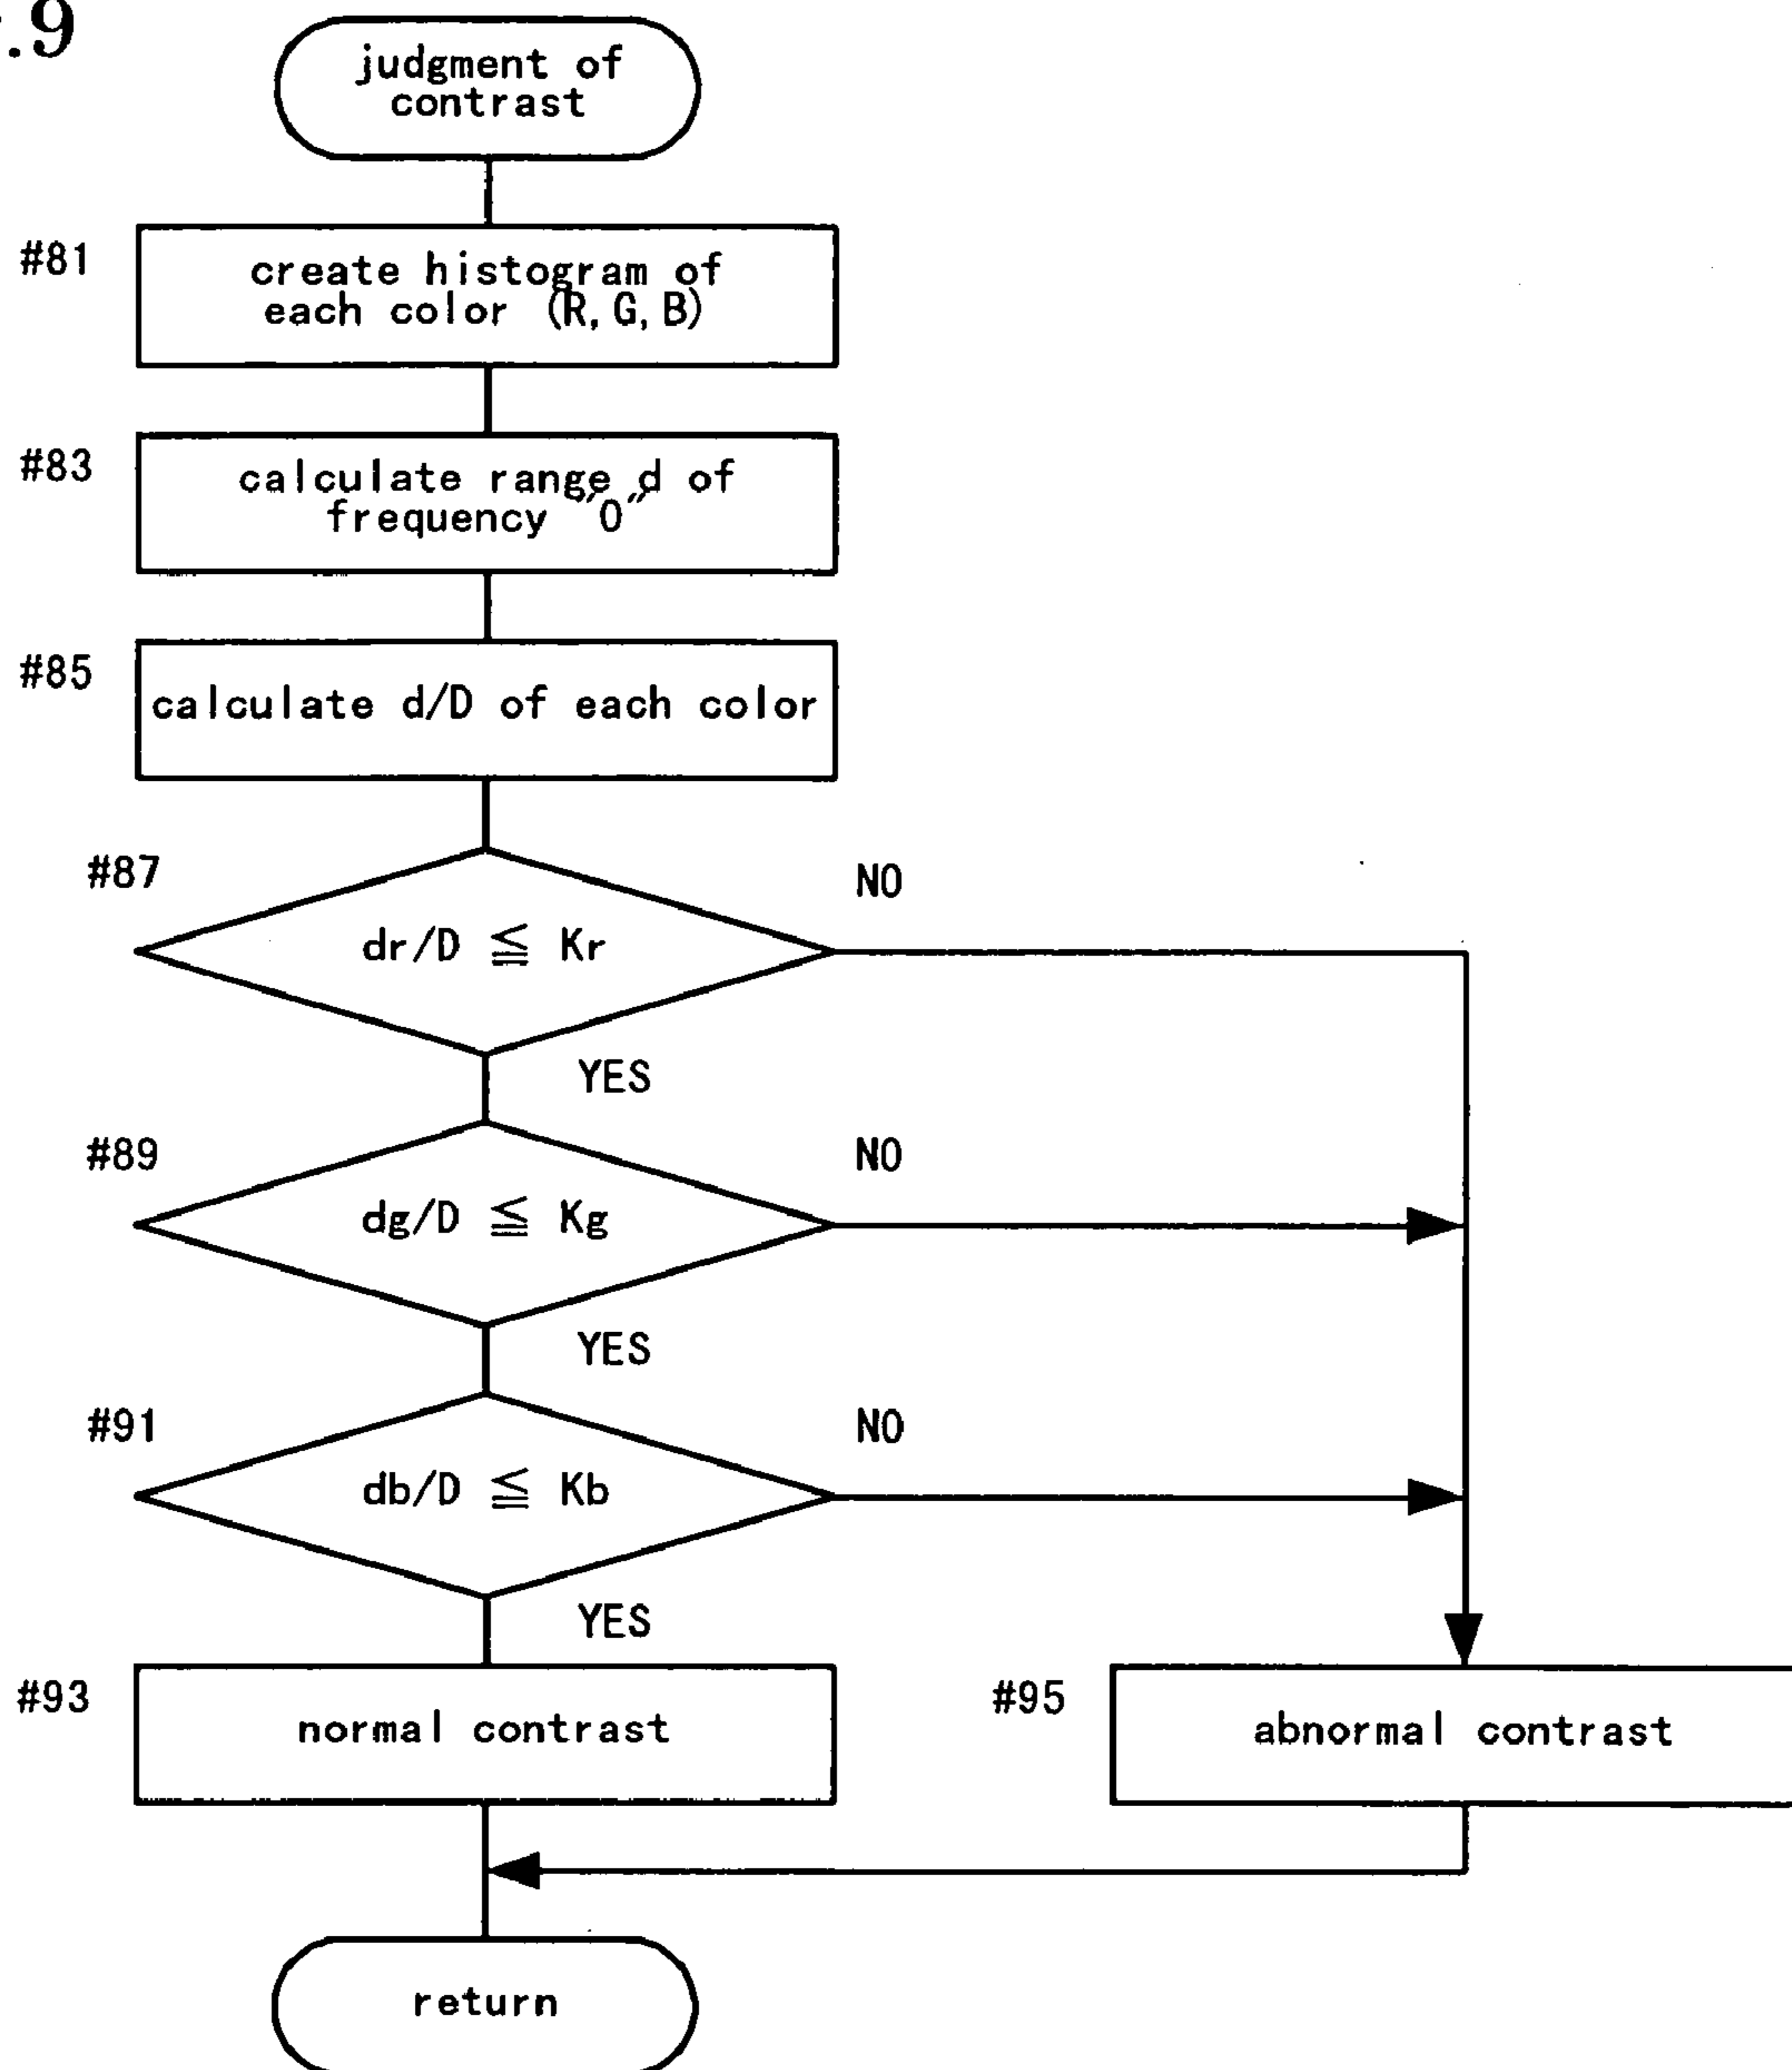 .9
judgment of
contrast
#81
create histogram of
each color (R, G, B)
#83
calculate range d of
frequency "0"
#85
calculate d/D of each color
#87
dr/D ≦ Kr
NO
YES
#89
dg/D ≦ Kg
NO
YES
#91
db/D ≦ Kb
NO
YES
#93
normal contrast
#95
abnormal contrast
return